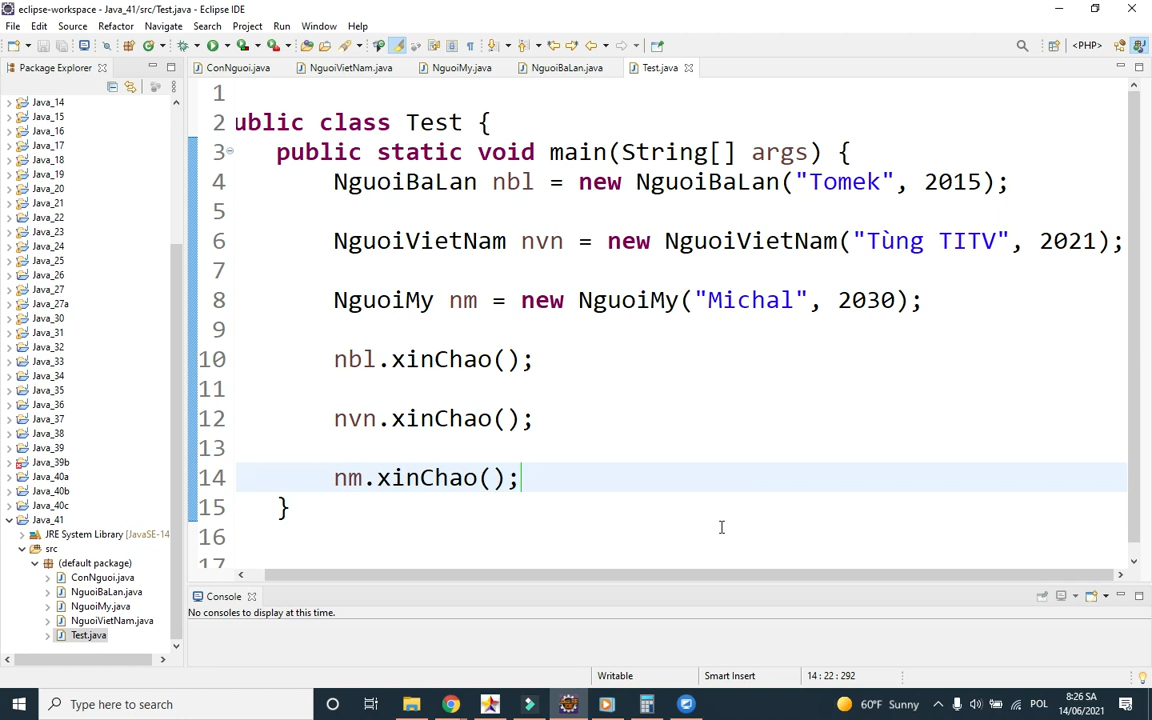 eclipse-workspace - Java_41/src/Test.java - Eclipse IDE
File Edit Source Refactor Navigate Search Project Run Window Help
<PHP>
Package Explorer
ConNguoi.java NguoiVietNam.java NguoiMy.java NguoiBaLan.java Test.java
Java_14
Java_15
Java_16
Java_17
Java_18
Java_19
Java_20
Java_21
Java_22
Java_23
Java_24
Java_25
Java_26
Java_27
Java_27a
Java_30
Java_31
Java_32
Java_33
Java_34
Java_35
Java_36
Java_37
Java_38
Java_39
Java_39b
Java_40a
Java_40b
Java_40c
Java_41
JRE System Library [JavaSE-14
src
(default package)
ConNguoi.java
NguoiBaLan.java
NguoiMy.java
NguoiVietNam.java
Test.java
1
2 ublic class Test {
3 public static void main(String[] args) {
4 NguoiBaLan nbl = new NguoiBaLan("Tomek", 2015);
5
6 NguoiVietNam nvn = new NguoiVietNam("Tùng TITV", 2021);
7
8 NguoiMy nm = new NguoiMy("Michal", 2030);
9
10 nbl.xinChao();
11
12 nvn.xinChao();
13
14 nm.xinChao();
15 }
16
17
Console
No consoles to display at this time.
Writable Smart Insert 14 : 22 : 292
Type here to search
60°F Sunny
POL
8:26 SA
14/06/2021